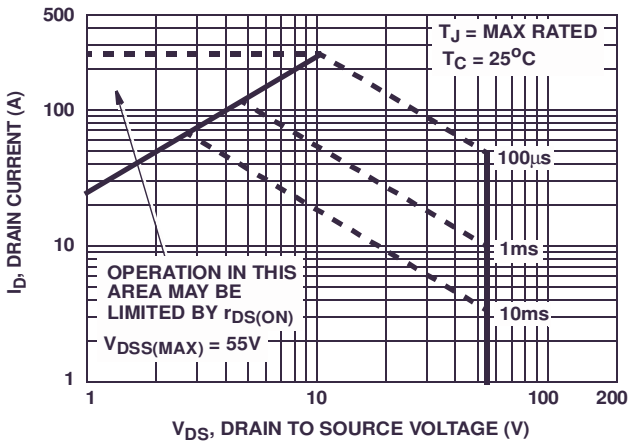 500
100
10
1
I_D, DRAIN CURRENT (A)
T_J = MAX RATED
T_C = 25°C
100μs
1ms
10ms
OPERATION IN THIS
AREA MAY BE
LIMITED BY r_DS(ON)
V_DSS(MAX) = 55V
1
10
100
200
V_DS, DRAIN TO SOURCE VOLTAGE (V)